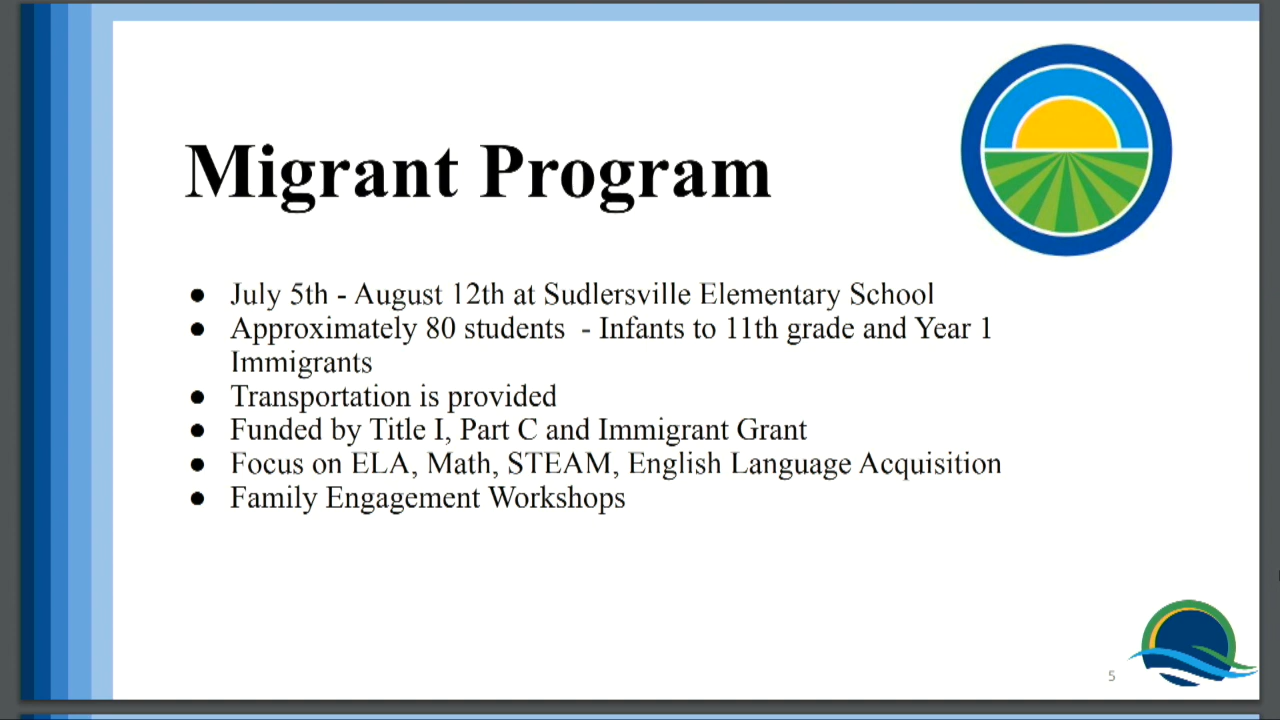 Migrant Program
● July 5th - August 12th at Sudlersville Elementary School
● Approximately 80 students  - Infants to 11th grade and Year 1
Immigrants
● Transportation is provided
● Funded by Title I, Part C and Immigrant Grant
● Focus on ELA, Math, STEAM, English Language Acquisition
● Family Engagement Workshops
5